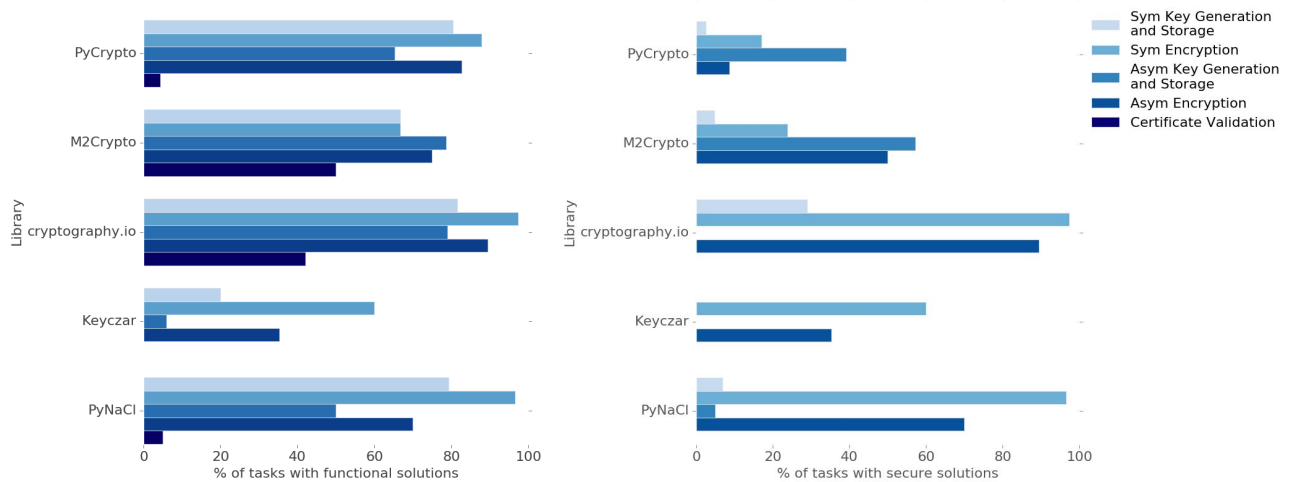 PyCrypto
M2Crypto
cryptography.io
Keyczar
PyNaCl
Library
0 20 40 60 80 100
% of tasks with functional solutions
PyCrypto
M2Crypto
cryptography.io
Keyczar
PyNaCl
Library
0 20 40 60 80 100
% of tasks with secure solutions
Sym Key Generation
and Storage
Sym Encryption
Asym Key Generation
and Storage
Asym Encryption
Certificate Validation